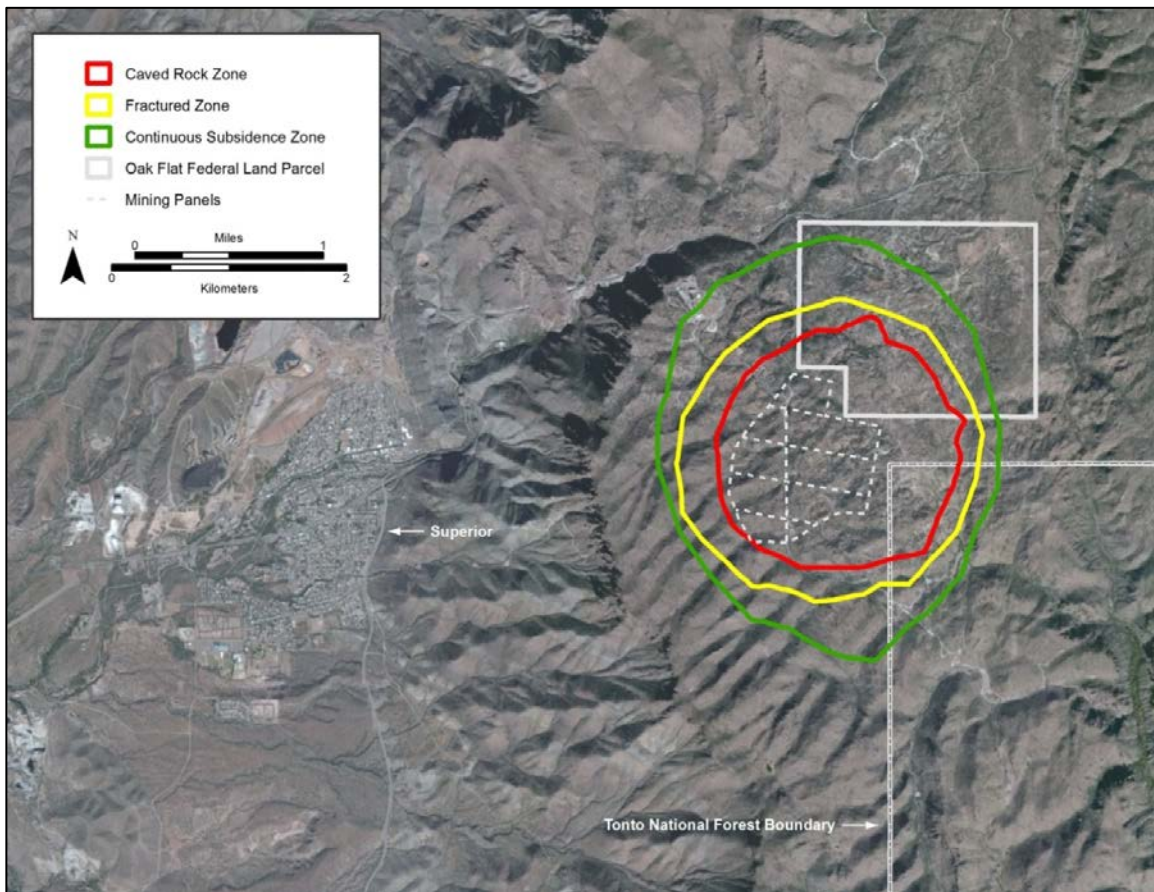 Caved Rock Zone
Fractured Zone
Continuous Subsidence Zone
Oak Flat Federal Land Parcel
Mining Panels
N
Miles
0 1
0 2
Kilometers
Superior
Tonto National Forest Boundary